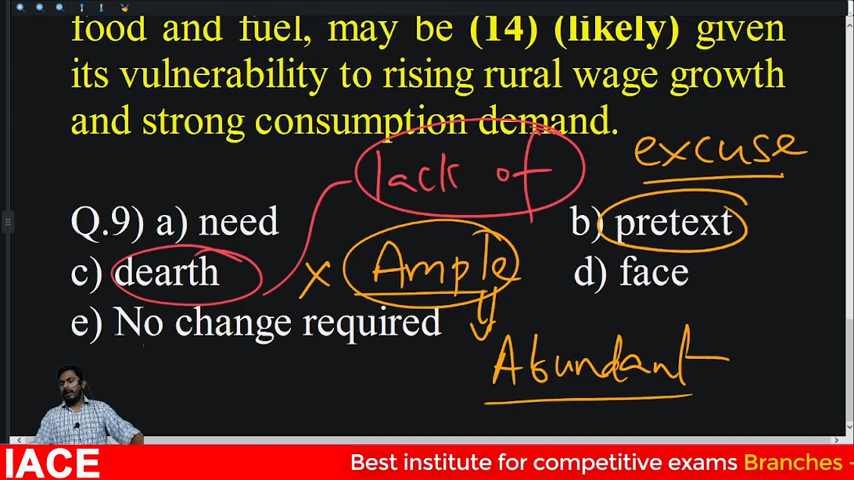 food and fuel, may be (14) (likely) given
its vulnerability to rising rural wage growth
and strong consumption demand.
excuse
lack of
Q.9) a) need b) pretext
c) dearth x Ample d) face
e) No change required
Abundant
IACE Best institute for competitive exams Branches -